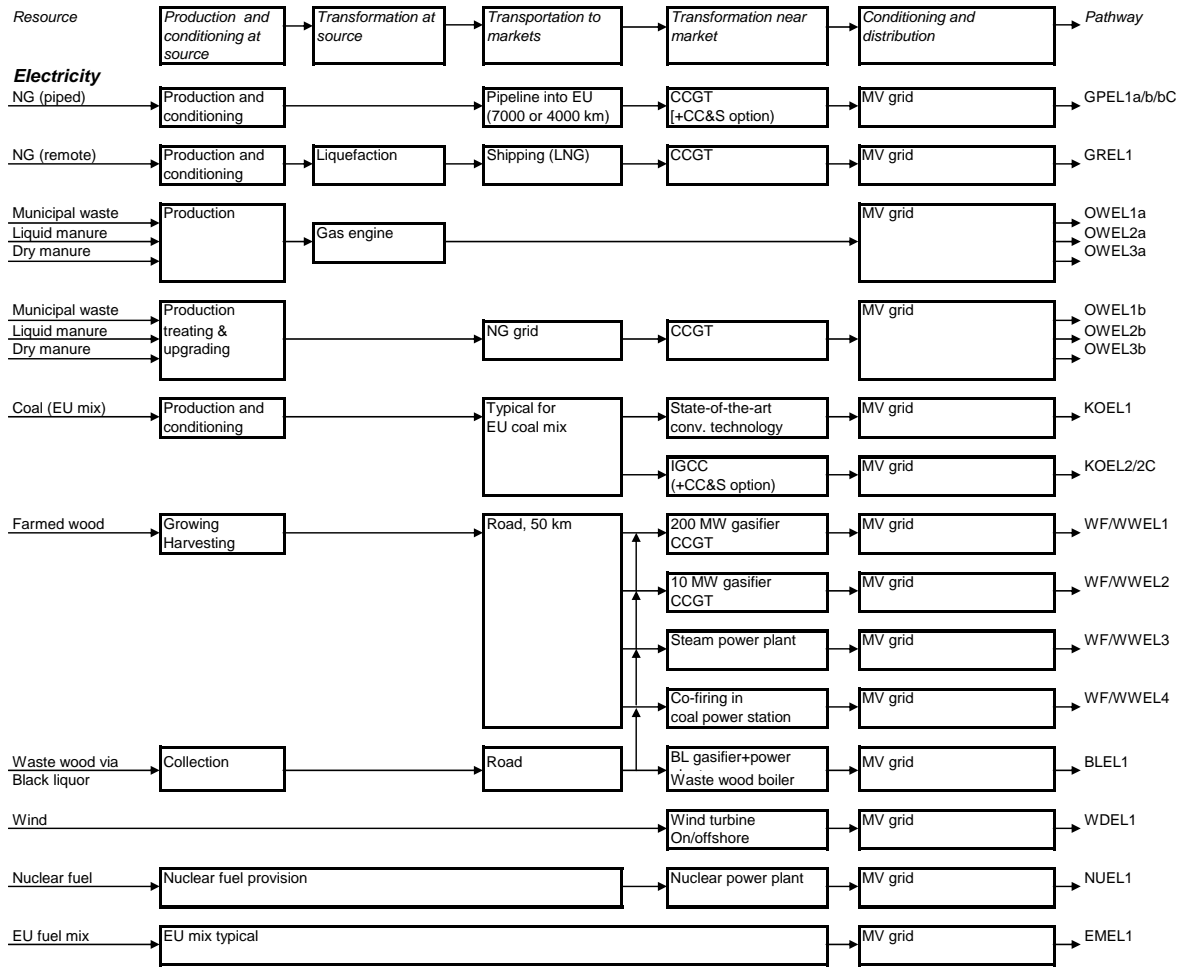 Resource
Production and
conditioning at
source
Transformation at
source
Transportation to
markets
Transformation near
market
Conditioning and
distribution
Pathway
Electricity
NG (piped)
Production and
conditioning
Pipeline into EU
(7000 or 4000 km)
CCGT
[+CC&S option)
MV grid
GPEL1a/b/bC
NG (remote)
Production and
conditioning
Liquefaction
Shipping (LNG)
CCGT
MV grid
GREL1
Municipal waste
Liquid manure
Dry manure
Production
Gas engine
MV grid
OWEL1a
OWEL2a
OWEL3a
Municipal waste
Liquid manure
Dry manure
Production
treating &
upgrading
NG grid
CCGT
MV grid
OWEL1b
OWEL2b
OWEL3b
Coal (EU mix)
Production and
conditioning
Typical for
EU coal mix
State-of-the-art
conv. technology
MV grid
KOEL1
IGCC
(+CC&S option)
MV grid
KOEL2/2C
Farmed wood
Growing
Harvesting
Road, 50 km
200 MW gasifier
CCGT
MV grid
WF/WWEL1
10 MW gasifier
CCGT
MV grid
WF/WWEL2
Steam power plant
MV grid
WF/WWEL3
Co-firing in
coal power station
MV grid
WF/WWEL4
Waste wood via
Black liquor
Collection
Road
BL gasifier+power
Waste wood boiler
MV grid
BLEL1
Wind
Wind turbine
On/offshore
MV grid
WDEL1
Nuclear fuel
Nuclear fuel provision
Nuclear power plant
MV grid
NUEL1
EU fuel mix
EU mix typical
MV grid
EMEL1